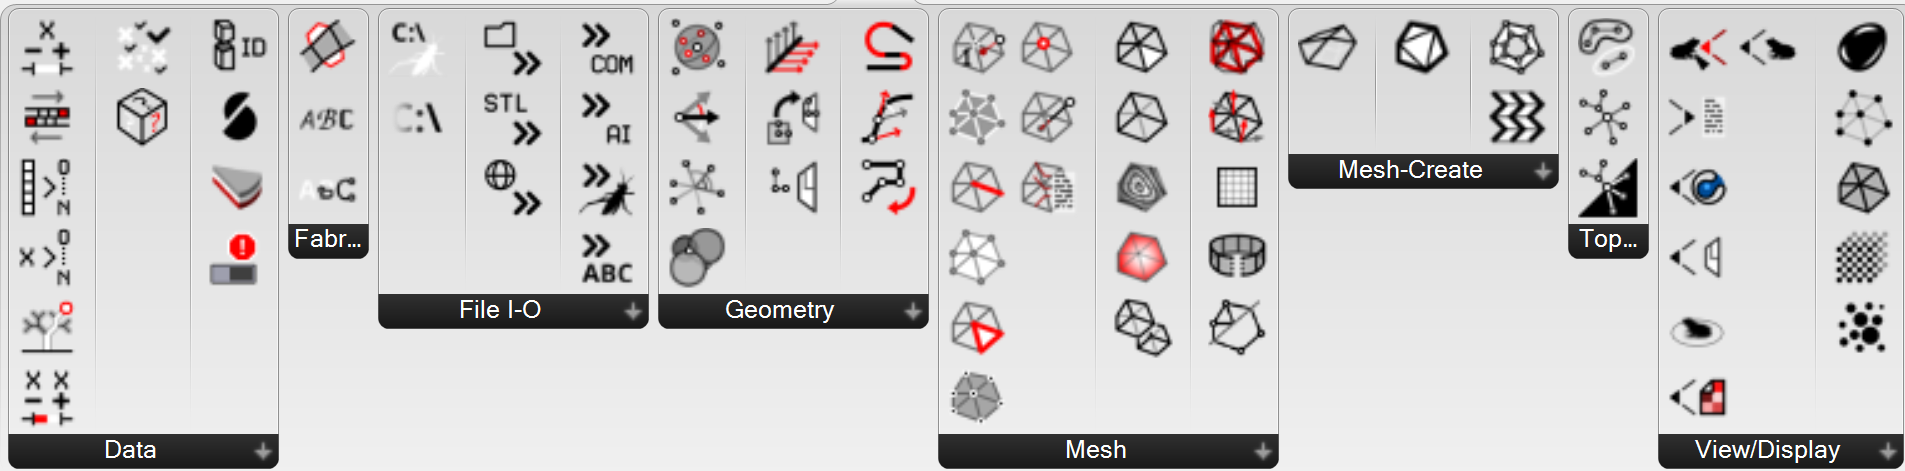 X
ID
X
O
N
X
O
N
X X
Data
?
!
ABC
ABC
Fabr...
C:\
C:\
STL
COM
AI
ABC
File I-O
Geometry
Mesh
Mesh-Create
Top...
View/Display